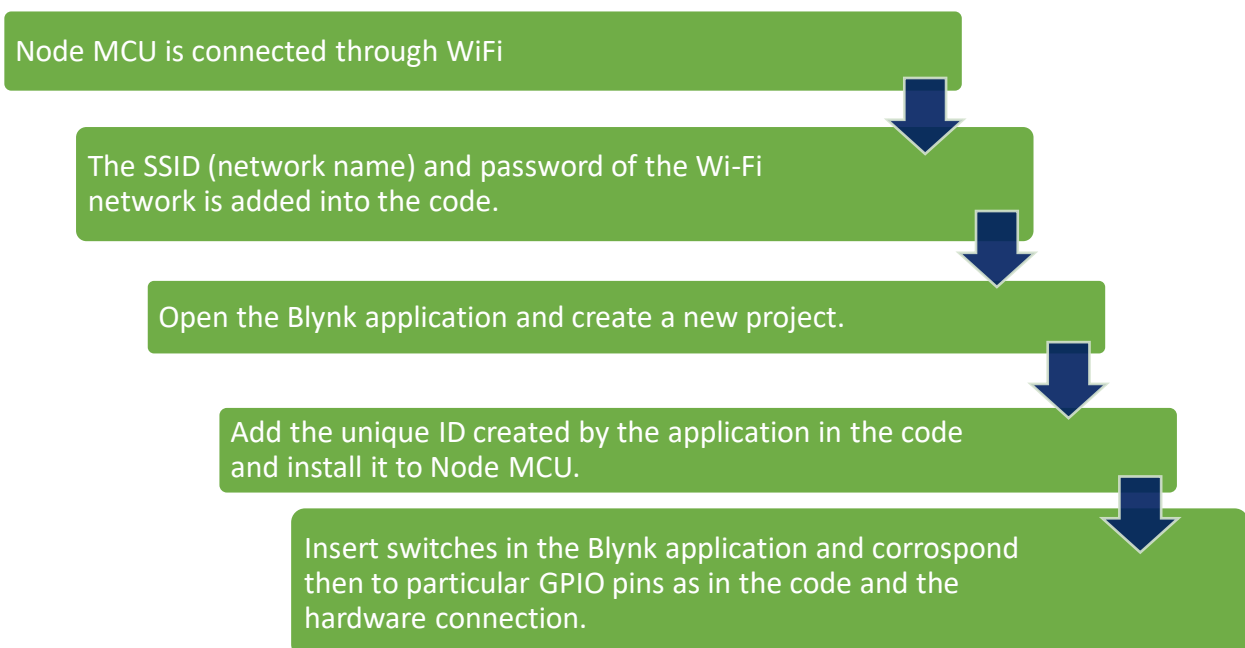 Node MCU is connected through WiFi
The SSID (network name) and password of the Wi-Fi
network is added into the code.
Open the Blynk application and create a new project.
Add the unique ID created by the application in the code
and install it to Node MCU.
Insert switches in the Blynk application and corrospond
then to particular GPIO pins as in the code and the
hardware connection.